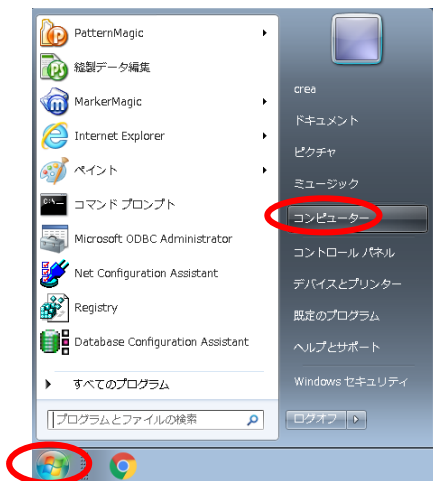 PatternMagic
縫製データ編集
MarkerMagic
Internet Explorer
ペイント
コマンド プロンプト
Microsoft ODBC Administrator
Net Configuration Assistant
Registry
Database Configuration Assistant
すべてのプログラム
プログラムとファイルの検索
crea
ドキュメント
ピクチャ
ミュージック
コンピューター
コントロール パネル
デバイスとプリンター
既定のプログラム
ヘルプとサポート
Windows セキュリティ
ログオフ